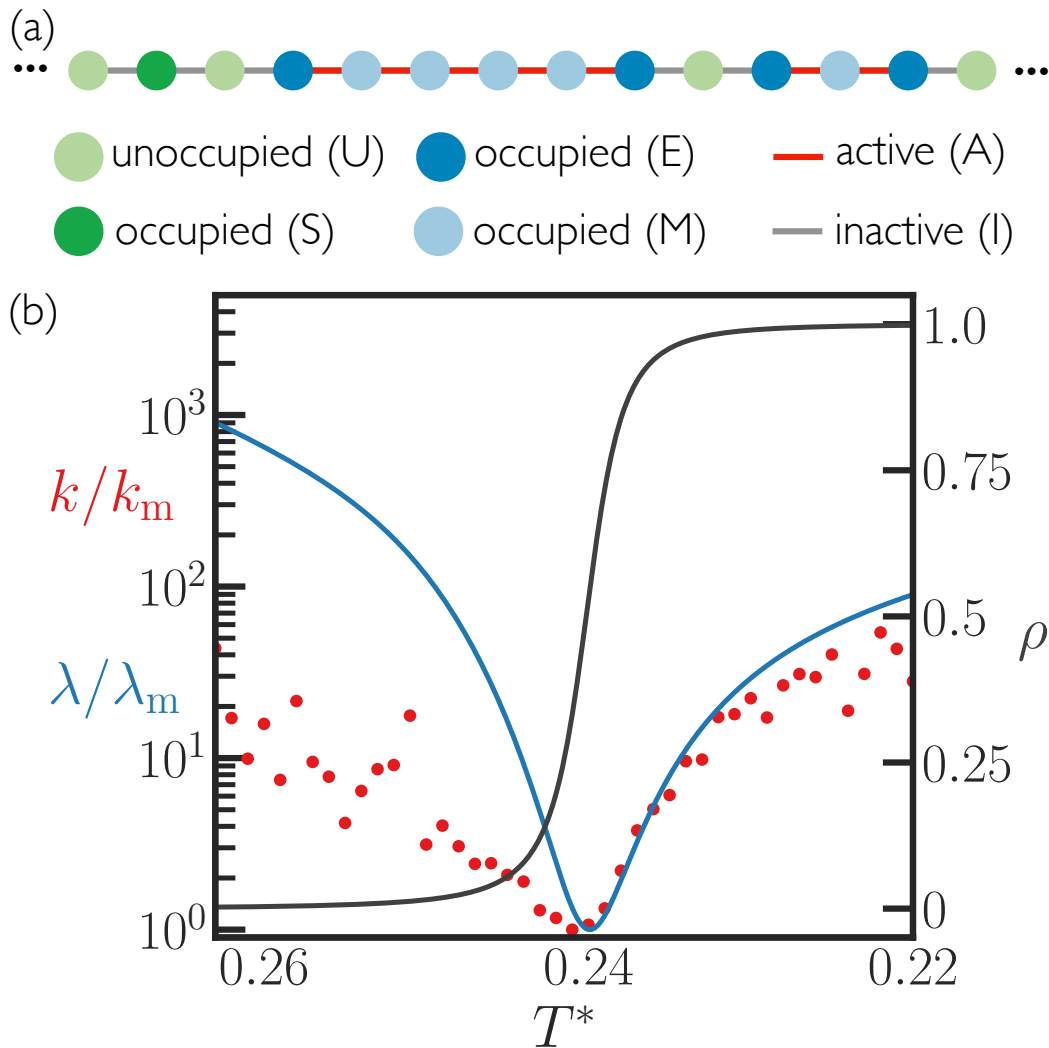 (a)
... ...
unoccupied (U) occupied (E) active (A)
occupied (S) occupied (M) inactive (I)
(b)
10³
10²
10¹
10⁰
k/kₘ
λ/λₘ
1.0
0.75
0.5
0.25
0
ρ
0.26 0.24 0.22
T*